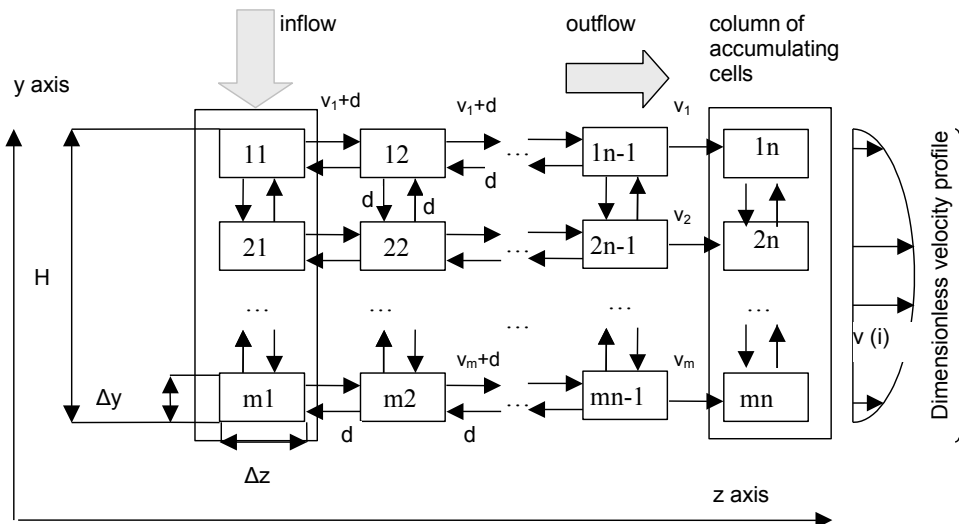 inflow
outflow
column of
accumulating
cells
y axis
v₁+d
v₁+d
v₁
11
12
...
1n-1
1n
d
d
d
v₂
21
22
...
2n-1
2n
H
...
...
...
...
...
v (i)
vₘ+d
vₘ
Δy
m1
m2
...
mn-1
mn
d
d
Δz
z axis
Dimensionless velocity profile